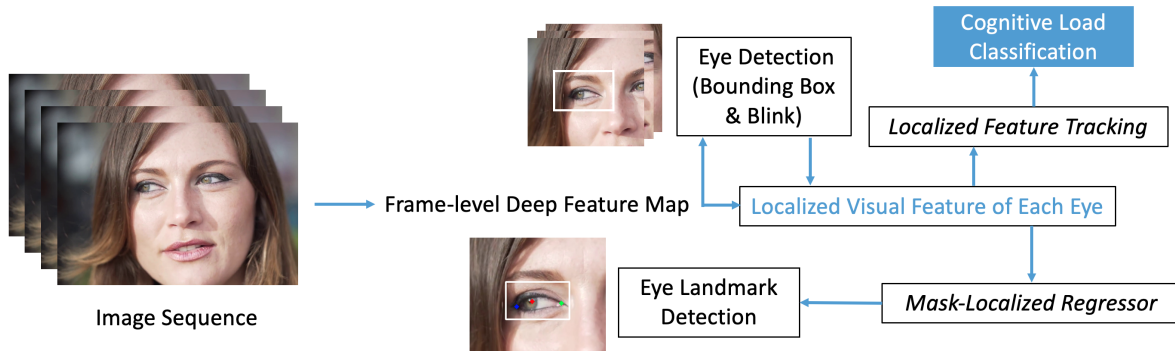 Image Sequence
Frame-level Deep Feature Map
Eye Detection
(Bounding Box
& Blink)
Localized Visual Feature of Each Eye
Localized Feature Tracking
Cognitive Load
Classification
Mask-Localized Regressor
Eye Landmark
Detection